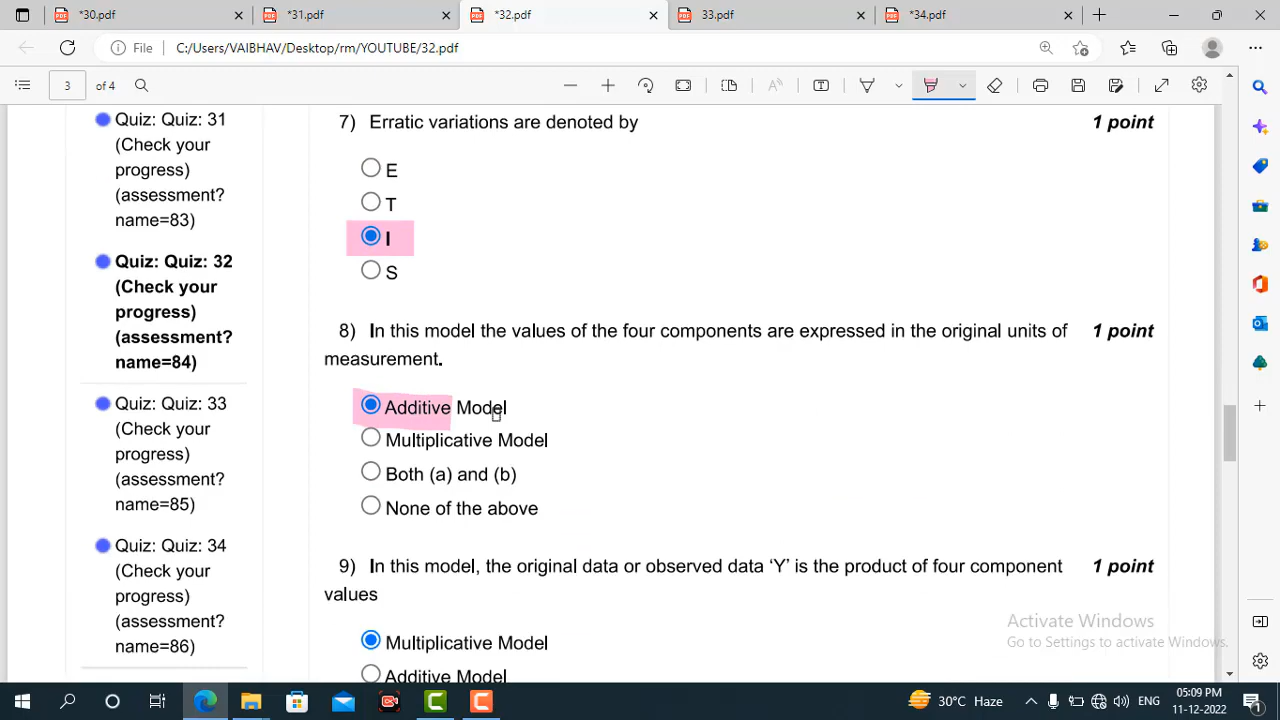 *30.pdf
*31.pdf
*32.pdf
33.pdf
*34.pdf
File
C:/Users/VAIBHAV/Desktop/rm/YOUTUBE/32.pdf
3
of 4
Quiz: Quiz: 31
(Check your
progress)
(assessment?
name=83)
Quiz: Quiz: 32
(Check your
progress)
(assessment?
name=84)
Quiz: Quiz: 33
(Check your
progress)
(assessment?
name=85)
Quiz: Quiz: 34
(Check your
progress)
(assessment?
name=86)
7) Erratic variations are denoted by
1 point
E
T
I
S
8) In this model the values of the four components are expressed in the original units of
1 point
measurement.
Additive Model
Multiplicative Model
Both (a) and (b)
None of the above
9) In this model, the original data or observed data ‘Y’ is the product of four component
1 point
values
Multiplicative Model
Additive Model
Activate Windows
Go to Settings to activate Windows.
30°C Haze
ENG
05:09 PM
11-12-2022
1